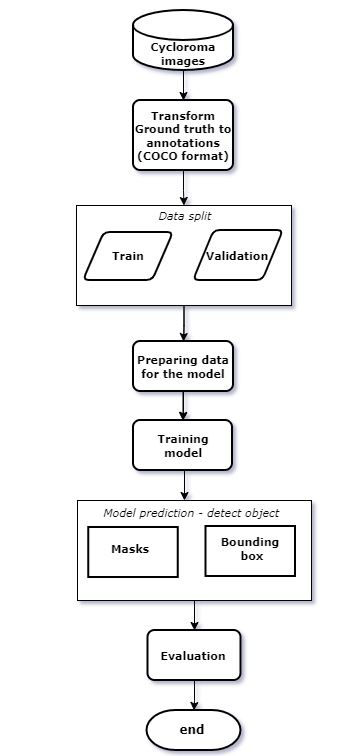 Cycloroma
images
Transform
Ground truth to
annotations
(COCO format)
Data split
Train
Validation
Preparing data
for the model
Training
model
Model prediction - detect object
Masks
Bounding
box
Evaluation
end